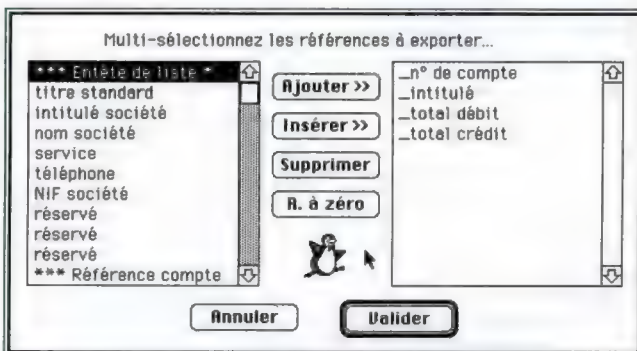 Multi-sélectionnez les références à exporter...
*** Entête de liste *
titre standard
intitulé société
nom société
service
téléphone
NIF société
réservé
réservé
réservé
*** Référence compte
Ajouter >>
Insérer >>
Supprimer
R. à zéro
_n° de compte
_intitulé
_total débit
_total crédit
Annuler
Valider